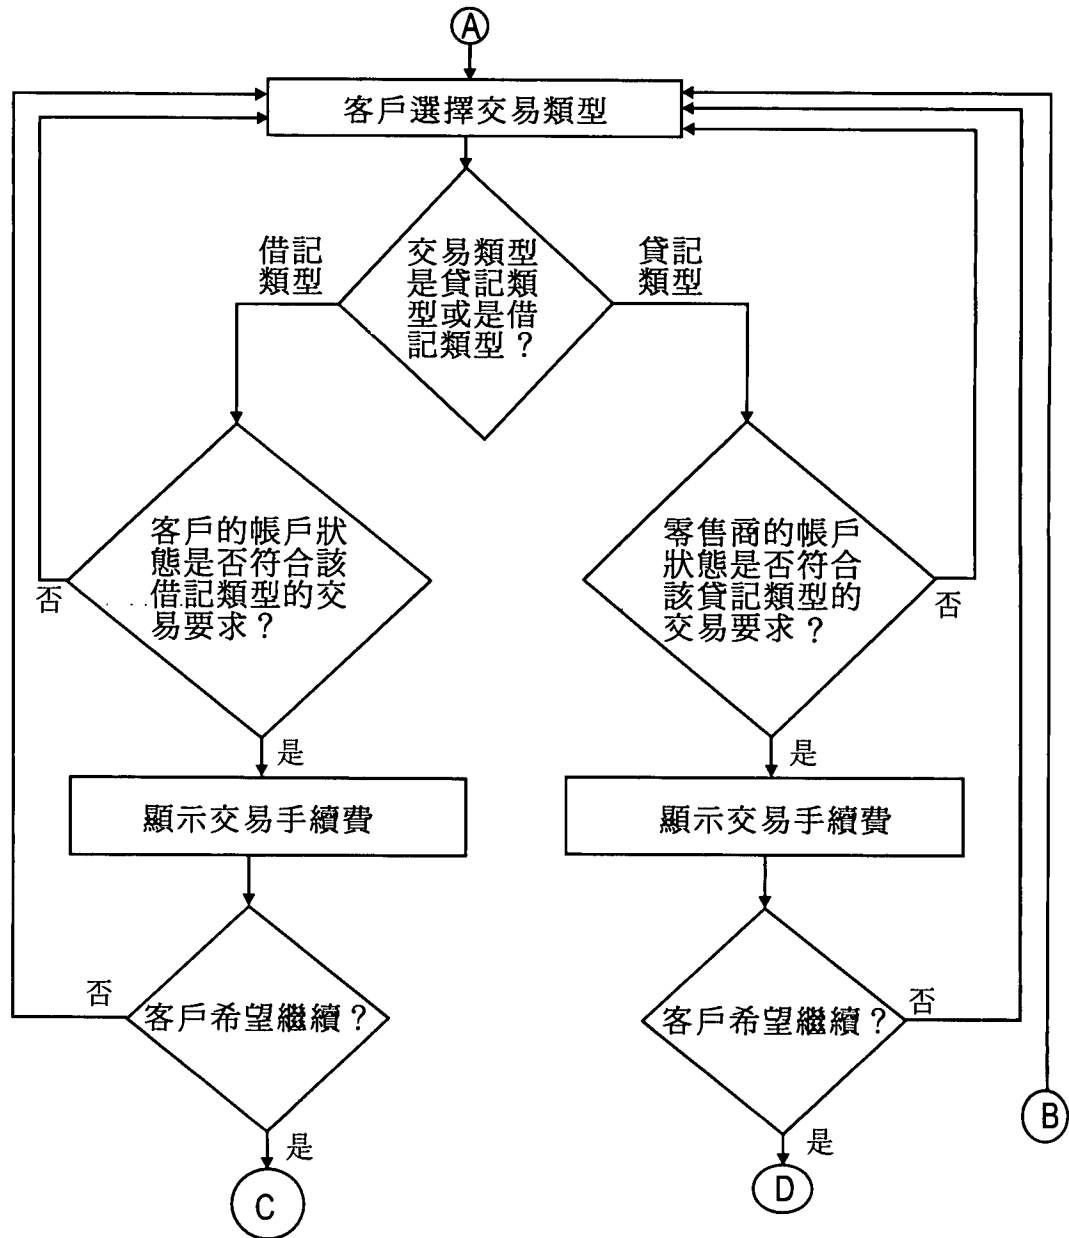 A
客戶選擇交易類型
借記
類型
交易類型
是貸記類
型或是借
記類型？
貸記
類型
客戶的帳戶狀
態是否符合該
借記類型的交
易要求？
否
零售商的帳戶
狀態是否符合
該貸記類型的
交易要求？
否
是
是
顯示交易手續費
顯示交易手續費
否
客戶希望繼續？
客戶希望繼續？
否
B
是
是
C
D